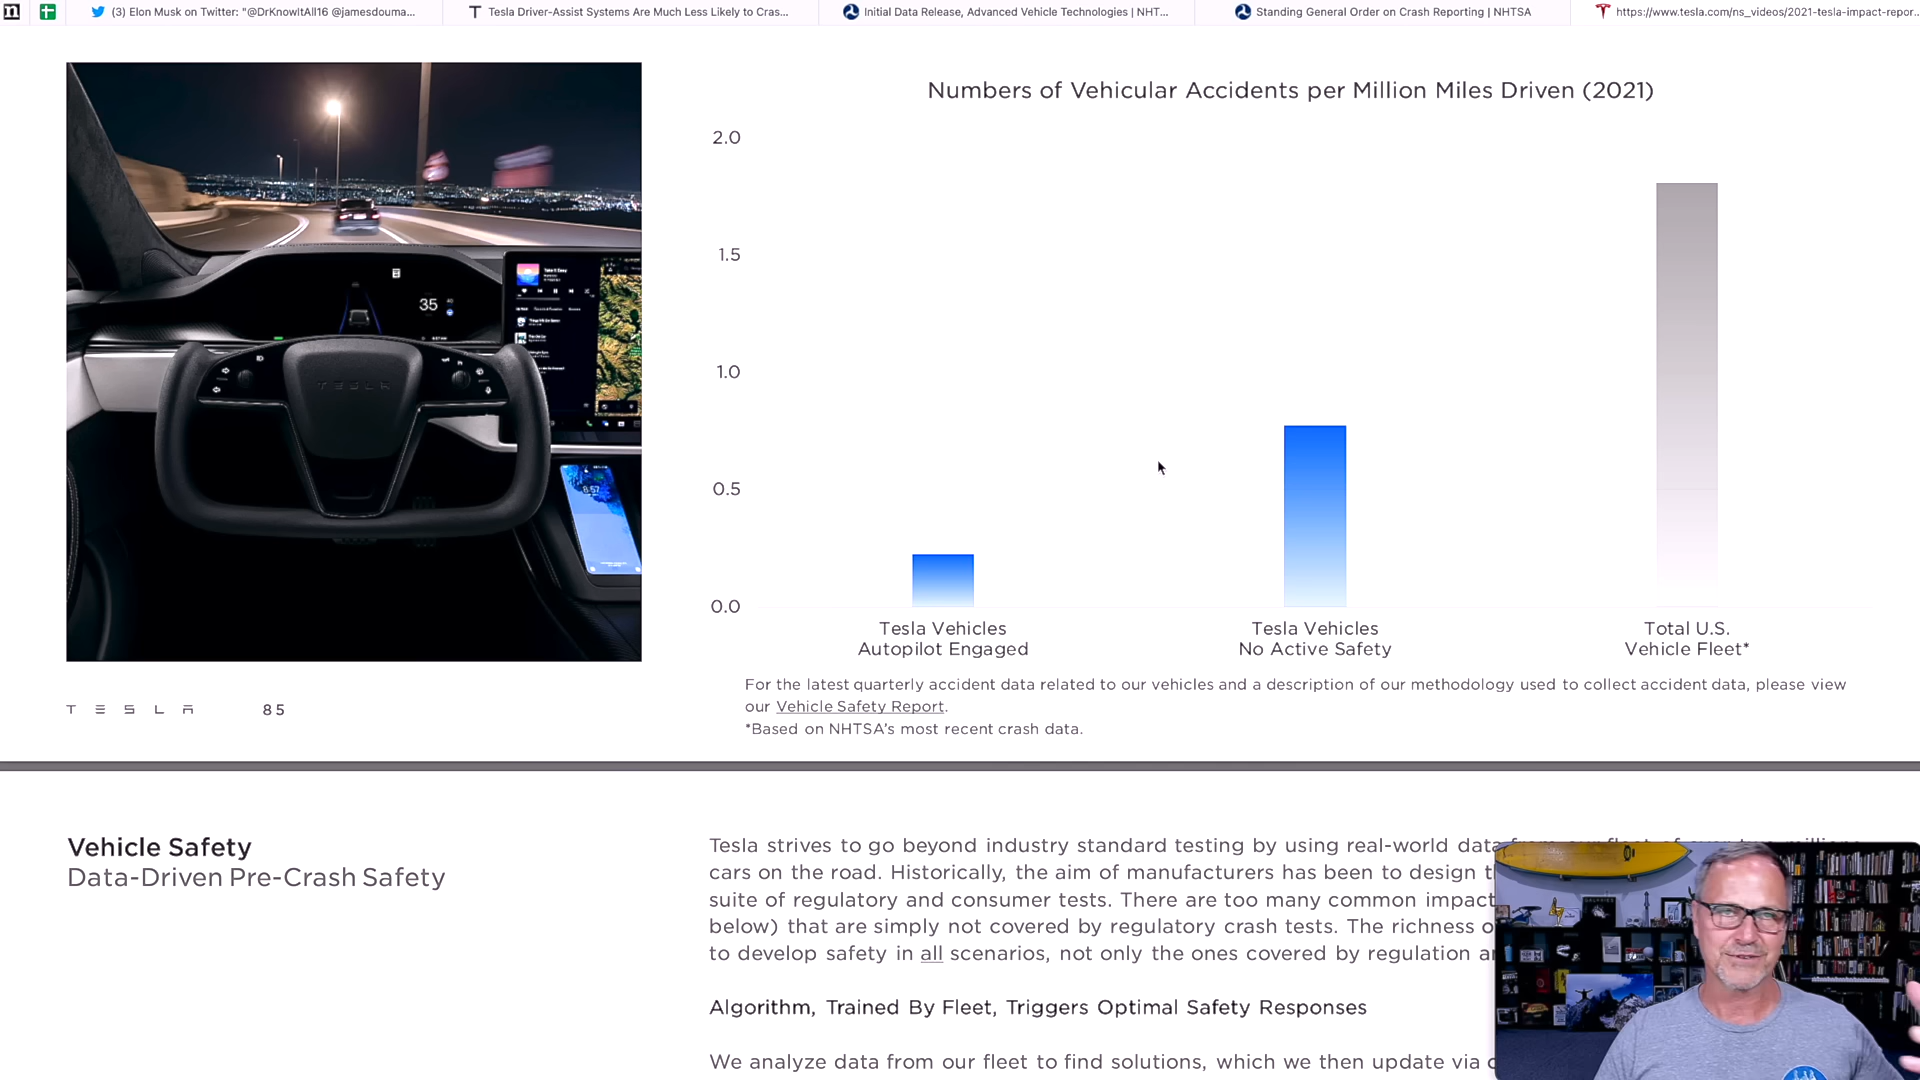 (3) Elon Musk on Twitter: "@DrKnowItAll16 @jamesdouma...
Tesla Driver-Assist Systems Are Much Less Likely to Cras...
Initial Data Release, Advanced Vehicle Technologies | NHT...
Standing General Order on Crash Reporting | NHTSA
https://www.tesla.com/ns_videos/2021-tesla-impact-repor...
35
TESLA
8:57
Numbers of Vehicular Accidents per Million Miles Driven (2021)
2.0
1.5
1.0
0.5
0.0
Tesla Vehicles
Autopilot Engaged
Tesla Vehicles
No Active Safety
Total U.S.
Vehicle Fleet*
For the latest quarterly accident data related to our vehicles and a description of our methodology used to collect accident data, please view
our Vehicle Safety Report.
*Based on NHTSA's most recent crash data.
TESLA 85
Vehicle Safety
Data-Driven Pre-Crash Safety
Tesla strives to go beyond industry standard testing by using real-world data
cars on the road. Historically, the aim of manufacturers has been to design
suite of regulatory and consumer tests. There are too many common impact
below) that are simply not covered by regulatory crash tests. The richness
to develop safety in all scenarios, not only the ones covered by regulation
Algorithm, Trained By Fleet, Triggers Optimal Safety Responses
We analyze data from our fleet to find solutions, which we then update via